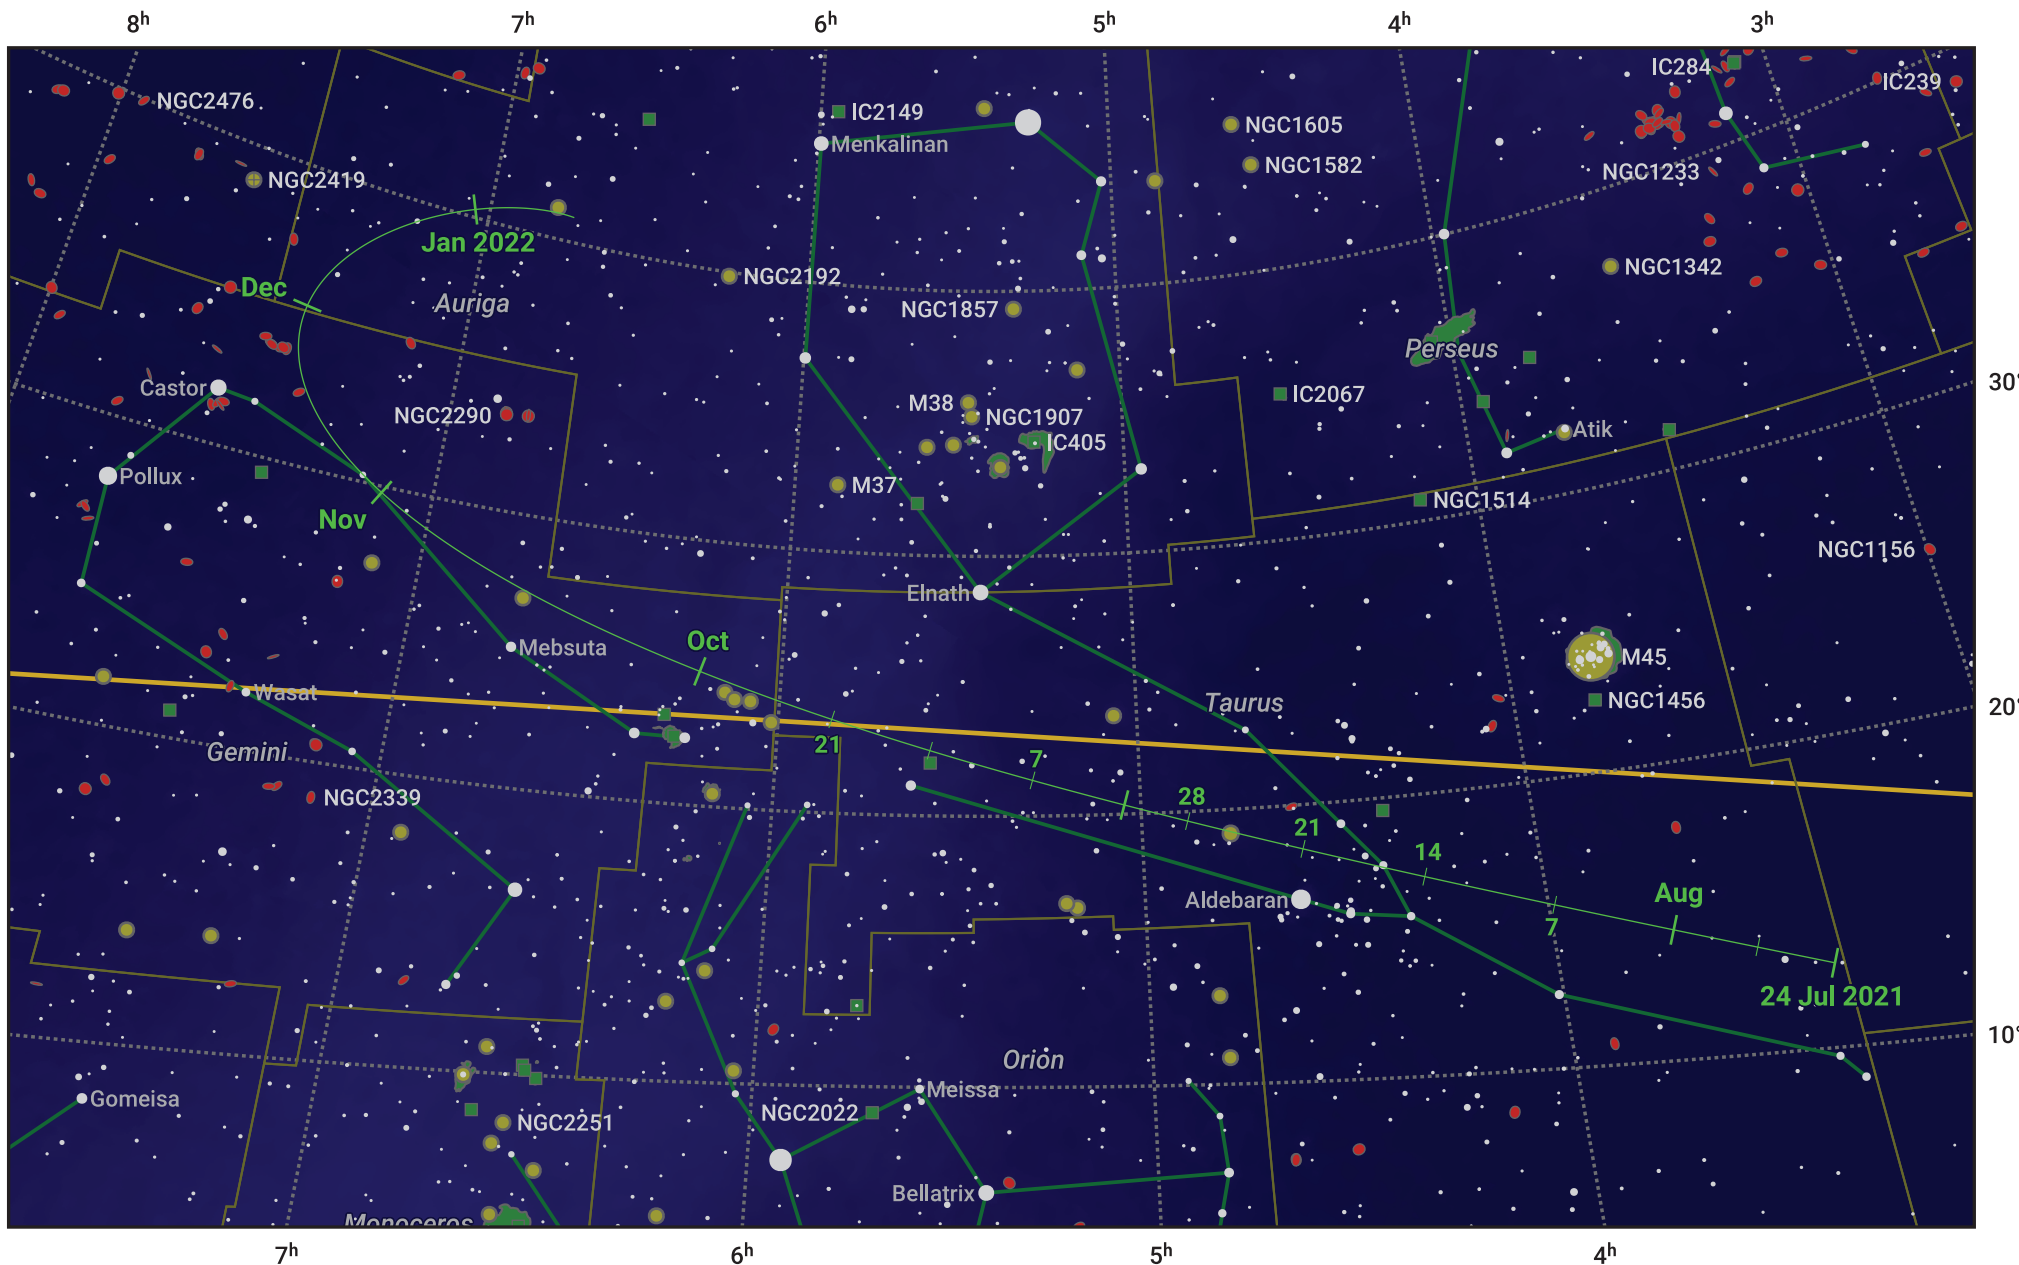 8h 7h 6h 5h 4h 3h
IC284
IC239
NGC2476
IC2149
NGC1605
Menkalinan
NGC1582
NGC1233
NGC2419
Jan 2022
NGC2192
NGC1342
Dec
Auriga
NGC1857
Perseus
30°
Castor
IC2067
M38
NGC2290
NGC1907
Atik
IC405
Pollux
M37
NGC1514
Nov
NGC1156
Elnath
Oct
Mebsuta
M45
Wasat
Taurus
NGC1456
20°
21
Gemini
7
NGC2339
28
21
14
Aldebaran
Aug
7
24 Jul 2021
10°
Orion
Meissa
Gomeisa
NGC2022
NGC2251
Bellatrix
Monoceros
7h 6h 5h 4h